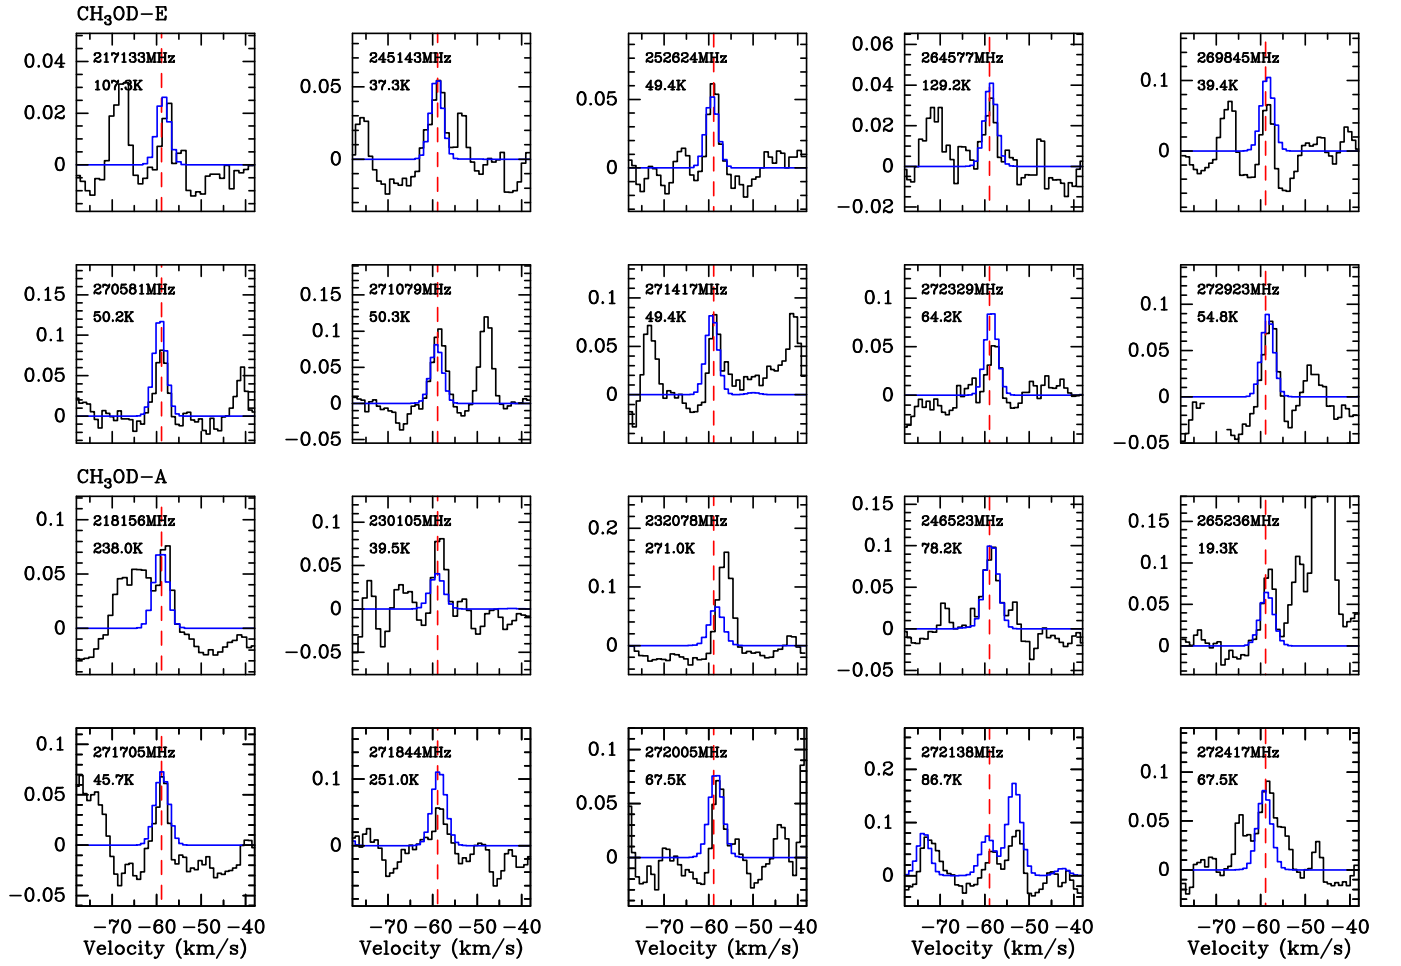 CH3OD-E
217133MHz 245143MHz 252624MHz 264577MHz 269845MHz
107.3K 37.3K 49.4K 129.2K 39.4K
0.04 0.02 0
0.05 0
0.05 0
0.06 0.04 0.02 0 -0.02
0.1 0
270581MHz 271079MHz 271417MHz 272329MHz 272923MHz
50.2K 50.3K 49.4K 64.2K 54.8K
0.15 0.1 0.05 0
0.15 0.1 0.05 0 -0.05
0.1 0.05 0
0.1 0.05 0
0.1 0.05 0 -0.05
CH3OD-A
218156MHz 230105MHz 232078MHz 246523MHz 265236MHz
238.0K 39.5K 271.0K 78.2K 19.3K
0.1 0.05 0
0.1 0.05 0 -0.05
0.2 0.1 0
0.15 0.1 0.05 0 -0.05
0.15 0.1 0.05 0
271705MHz 271844MHz 272005MHz 272138MHz 272417MHz
45.7K 251.0K 67.5K 86.7K 67.5K
0.1 0.05 0 -0.05
0.1 0
0.1 0.05 0
0.2 0.1 0
0.1 0.05 0
-70 -60 -50 -40 -70 -60 -50 -40 -70 -60 -50 -40 -70 -60 -50 -40 -70 -60 -50 -40
Velocity (km/s) Velocity (km/s) Velocity (km/s) Velocity (km/s) Velocity (km/s)